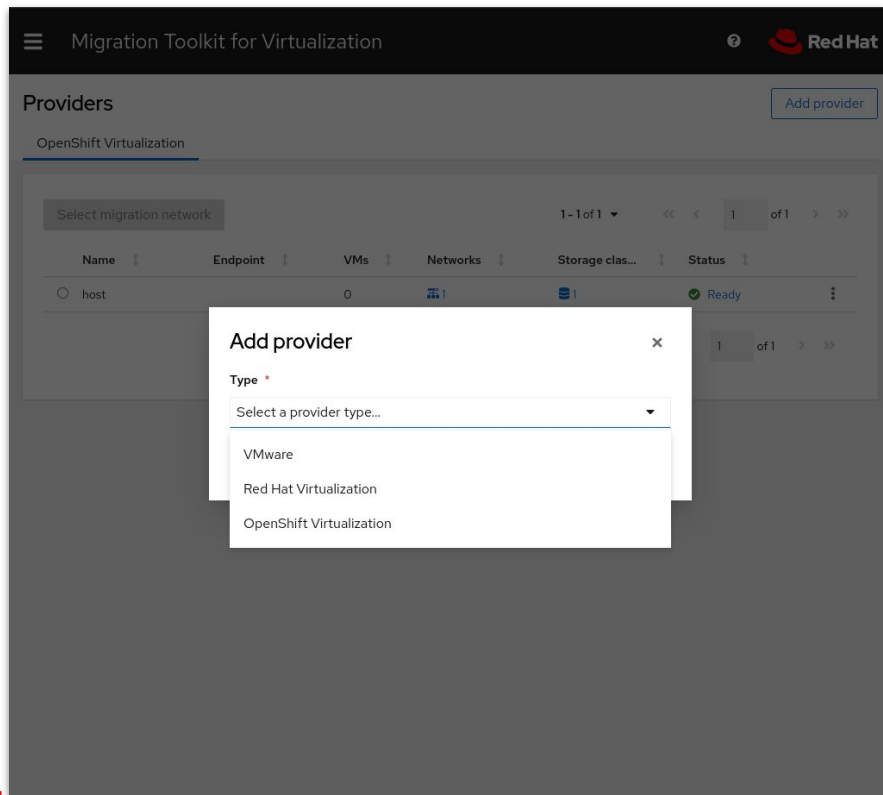 Migration Toolkit for Virtualization
Red Hat
Providers
Add provider
OpenShift Virtualization
Select migration network
1 - 1 of 1
1 of 1
Name Endpoint VMs Networks Storage clas... Status
host 0 1 1 Ready
1 of 1
Add provider
Type *
Select a provider type...
VMware
Red Hat Virtualization
OpenShift Virtualization